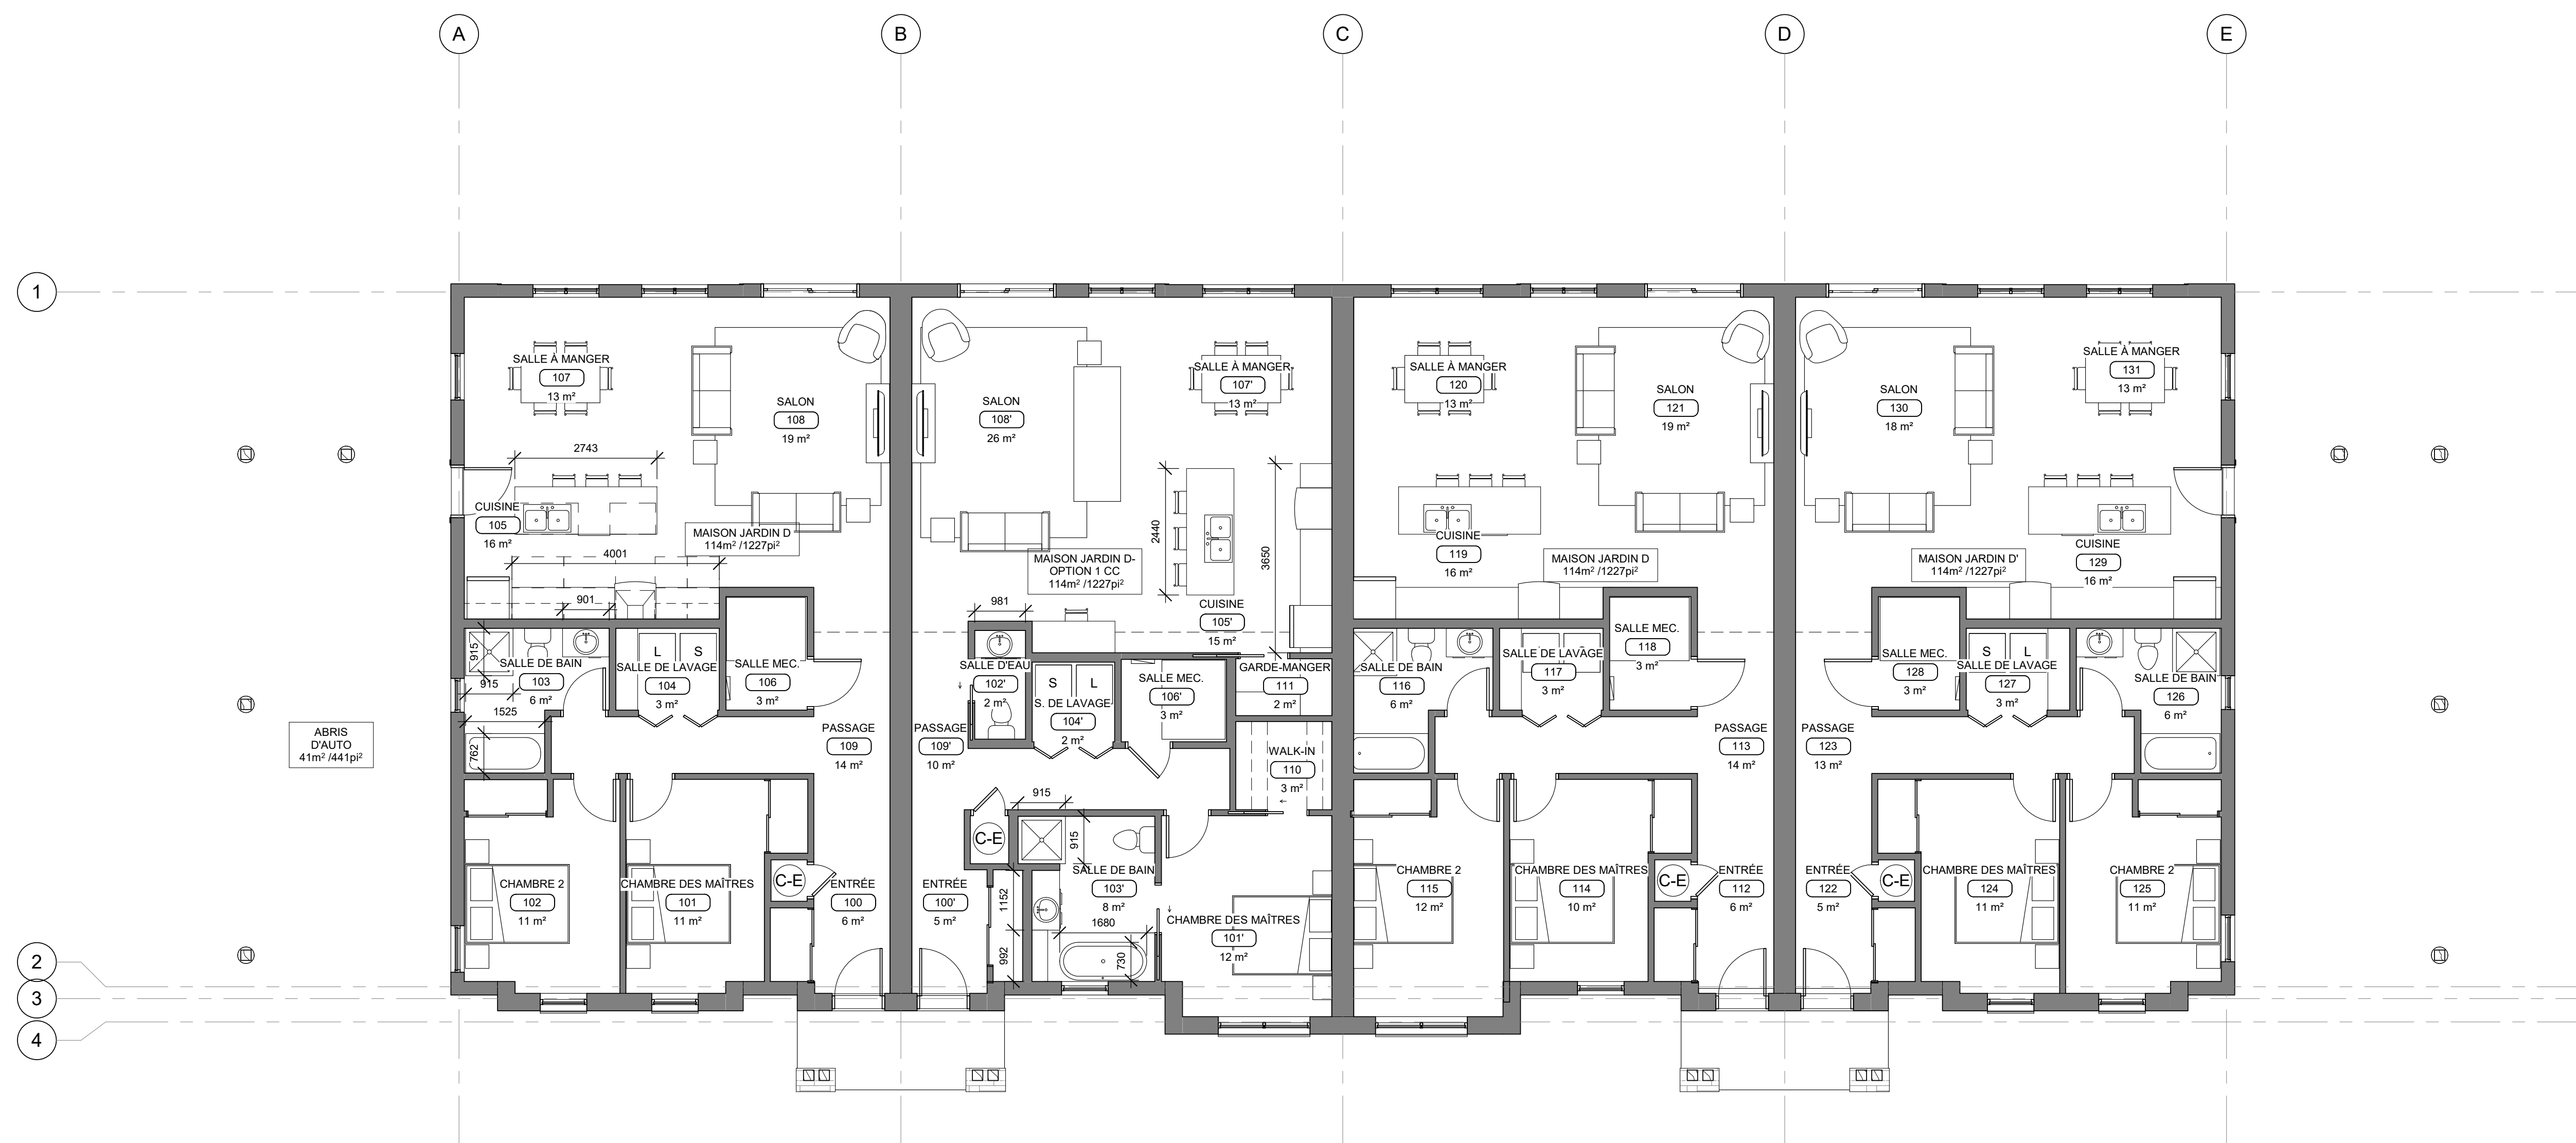 A
B
C
D
E
1
2
3
4
SALLE À MANGER
107
13 m²
SALON
108
19 m²
2743
CUISINE
105
16 m²
MAISON JARDIN D
114m² /1227pi²
4001
901
915
SALLE DE BAIN
103
6 m²
915
1525
762
L
S
SALLE DE LAVAGE
104
3 m²
SALLE MEC.
106
3 m²
PASSAGE
109
14 m²
ABRIS
D'AUTO
41m² /441pi²
CHAMBRE 2
102
11 m²
CHAMBRE DES MAÎTRES
101
11 m²
C-E
ENTRÉE
100
6 m²
SALON
108'
26 m²
SALLE À MANGER
107'
13 m²
2440
3650
MAISON JARDIN D-
OPTION 1 CC
114m² /1227pi²
981
CUISINE
105'
15 m²
SALLE D'EAU
102'
2 m²
S
L
S. DE LAVAGE
104'
2 m²
SALLE MEC.
106'
3 m²
GARDE-MANGER
111
2 m²
PASSAGE
109'
10 m²
WALK-IN
110
3 m²
915
C-E
915
SALLE DE BAIN
103'
8 m²
ENTRÉE
100'
5 m²
1152
992
1680
730
CHAMBRE DES MAÎTRES
101'
12 m²
SALLE À MANGER
120
13 m²
SALON
121
19 m²
CUISINE
119
16 m²
MAISON JARDIN D
114m² /1227pi²
SALLE DE BAIN
116
6 m²
SALLE DE LAVAGE
117
3 m²
SALLE MEC.
118
3 m²
PASSAGE
113
14 m²
CHAMBRE 2
115
12 m²
CHAMBRE DES MAÎTRES
114
10 m²
C-E
ENTRÉE
112
6 m²
SALON
130
18 m²
SALLE À MANGER
131
13 m²
MAISON JARDIN D'
114m² /1227pi²
CUISINE
129
16 m²
SALLE MEC.
128
3 m²
S
L
SALLE DE LAVAGE
127
3 m²
SALLE DE BAIN
126
6 m²
PASSAGE
123
13 m²
ENTRÉE
122
5 m²
C-E
CHAMBRE DES MAÎTRES
124
11 m²
CHAMBRE 2
125
11 m²